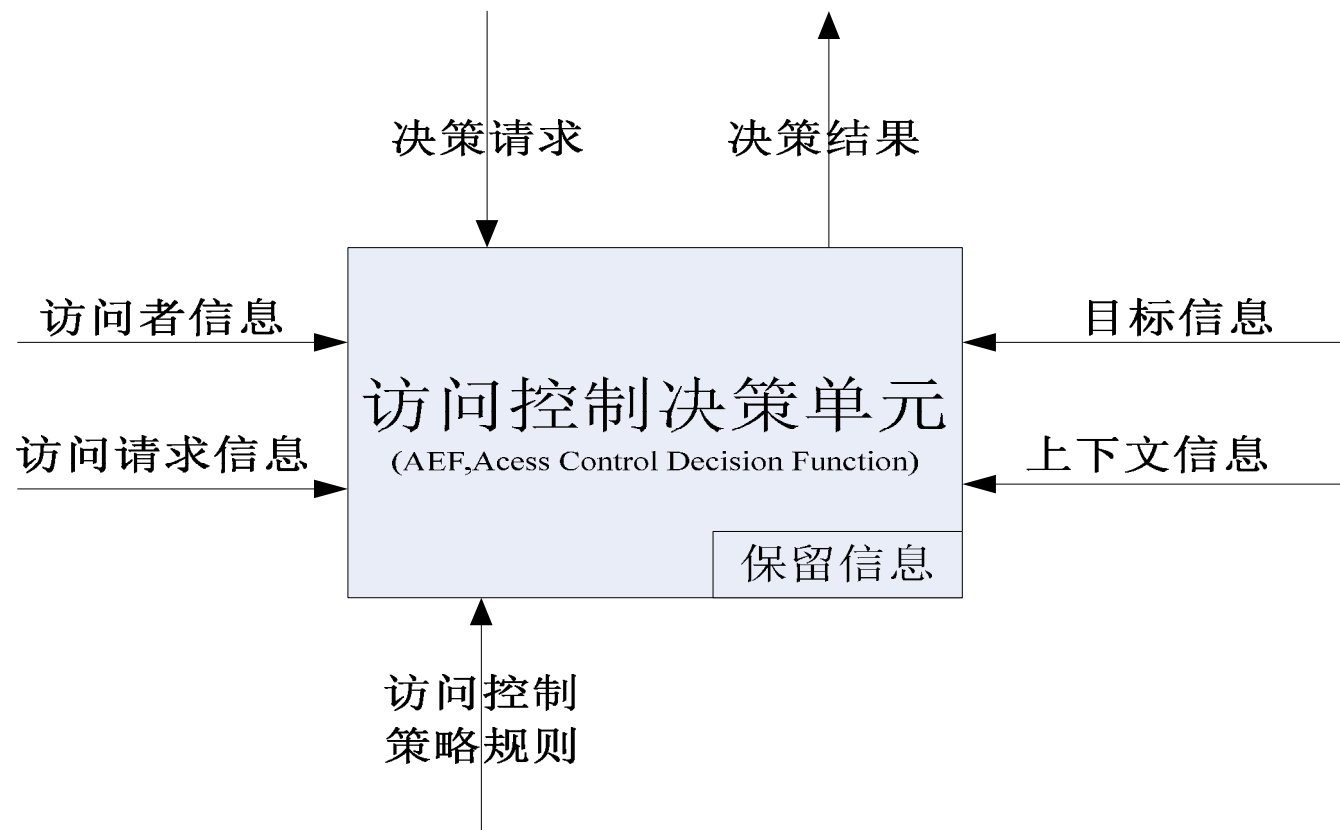 决策请求
决策结果
访问者信息
目标信息
访问控制决策单元
(AEF,Acess Control Decision Function)
访问请求信息
上下文信息
保留信息
访问控制
策略规则